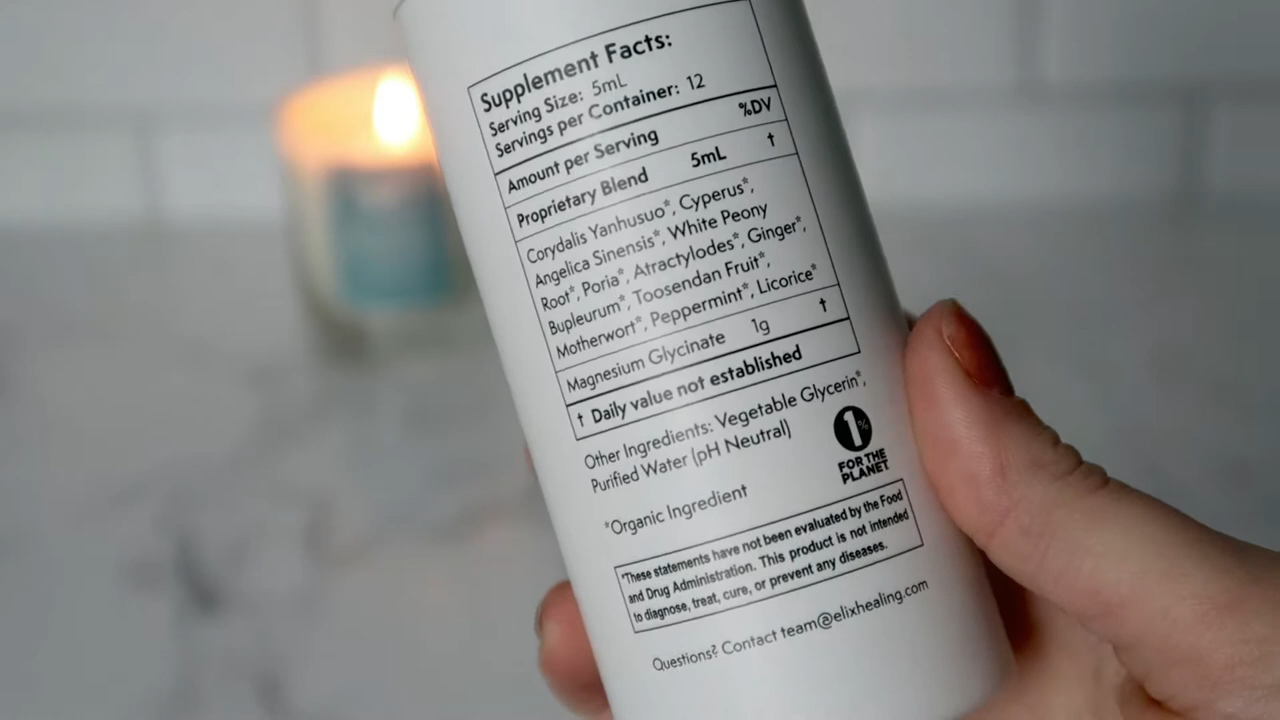 Supplement Facts:
Serving Size: 5mL
Servings per Container: 12
Amount per Serving %DV
Proprietary Blend 5mL †
Corydalis Yanhusuo*, Cyperus*,
Angelica Sinensis*, White Peony
Root*, Poria*, Atractylodes*, Ginger*,
Bupleurum*, Toosendan Fruit*,
Motherwort*, Peppermint*, Licorice*
Magnesium Glycinate 1g †
† Daily value not established
Other Ingredients: Vegetable Glycerin*,
Purified Water (pH Neutral)
1%
FOR THE
PLANET
*Organic Ingredient
*These statements have not been evaluated by the Food
and Drug Administration. This product is not intended
to diagnose, treat, cure, or prevent any diseases.
Questions? Contact team@elixhealing.com